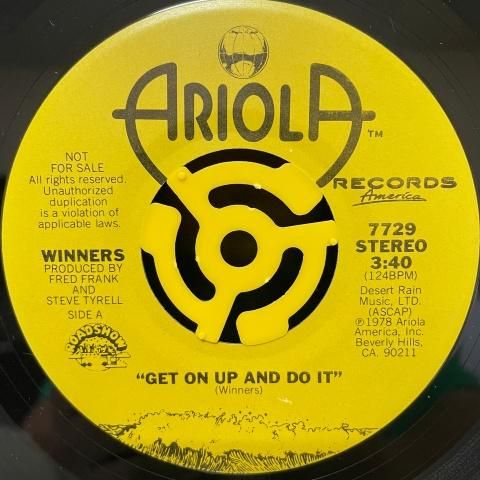 ARIOLA TM
RECORDS
America
NOT
FOR SALE
All rights reserved.
Unauthorized
duplication
is a violation of
applicable laws.
7729
STEREO
3:40
(124BPM)
WINNERS
PRODUCED BY
FRED FRANK
AND
STEVE TYRELL
SIDE A
Desert Rain
Music, LTD.
(ASCAP)
℗1978 Ariola
America, Inc.
Beverly Hills,
CA. 90211
ROADSHOW
"GET ON UP AND DO IT"
(Winners)